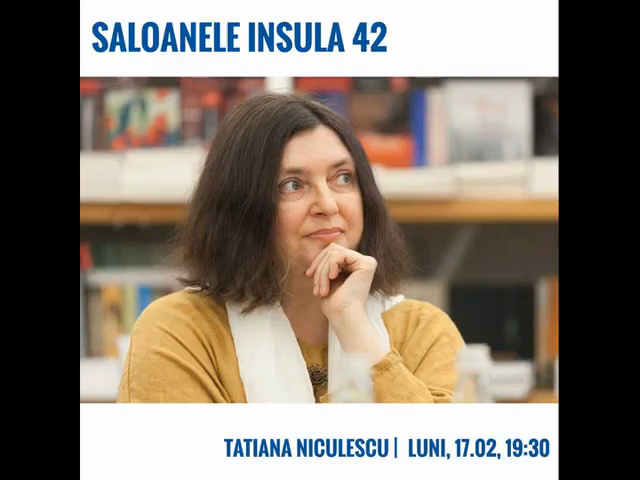 SALOANELE INSULA 42
TATIANA NICULESCU | LUNI, 17.02, 19:30